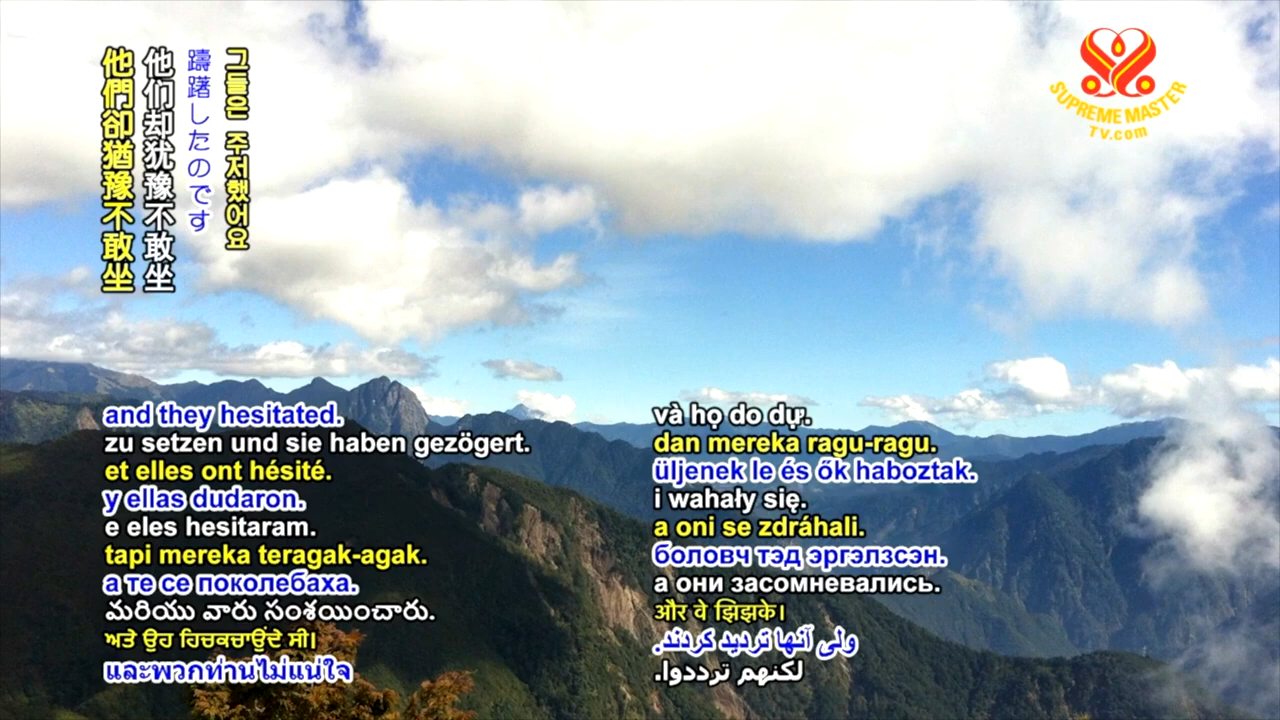 他們卻猶豫不敢坐
他们却犹豫不敢坐
躊躇したのです
그들은 주저했어요
SUPREME MASTER
TV.com
and they hesitated.
zu setzen und sie haben gezögert.
et elles ont hésité.
y ellas dudaron.
e eles hesitaram.
tapi mereka teragak-agak.
а те се поколебаха.
మరియు వారు సంశయించారు.
ਅਤੇ ਉਹ ਹਿਚਕਚਾਉਂਦੇ ਸੀ।
และพวกท่านไม่แน่ใจ
và họ do dự.
dan mereka ragu-ragu.
üljenek le és ők haboztak.
i wahały się.
a oni se zdráhali.
боловч тэд эргэлзсэн.
а они засомневались.
और वे झिझके।
ولی آنها تردید کردند.
لكنهم ترددوا.